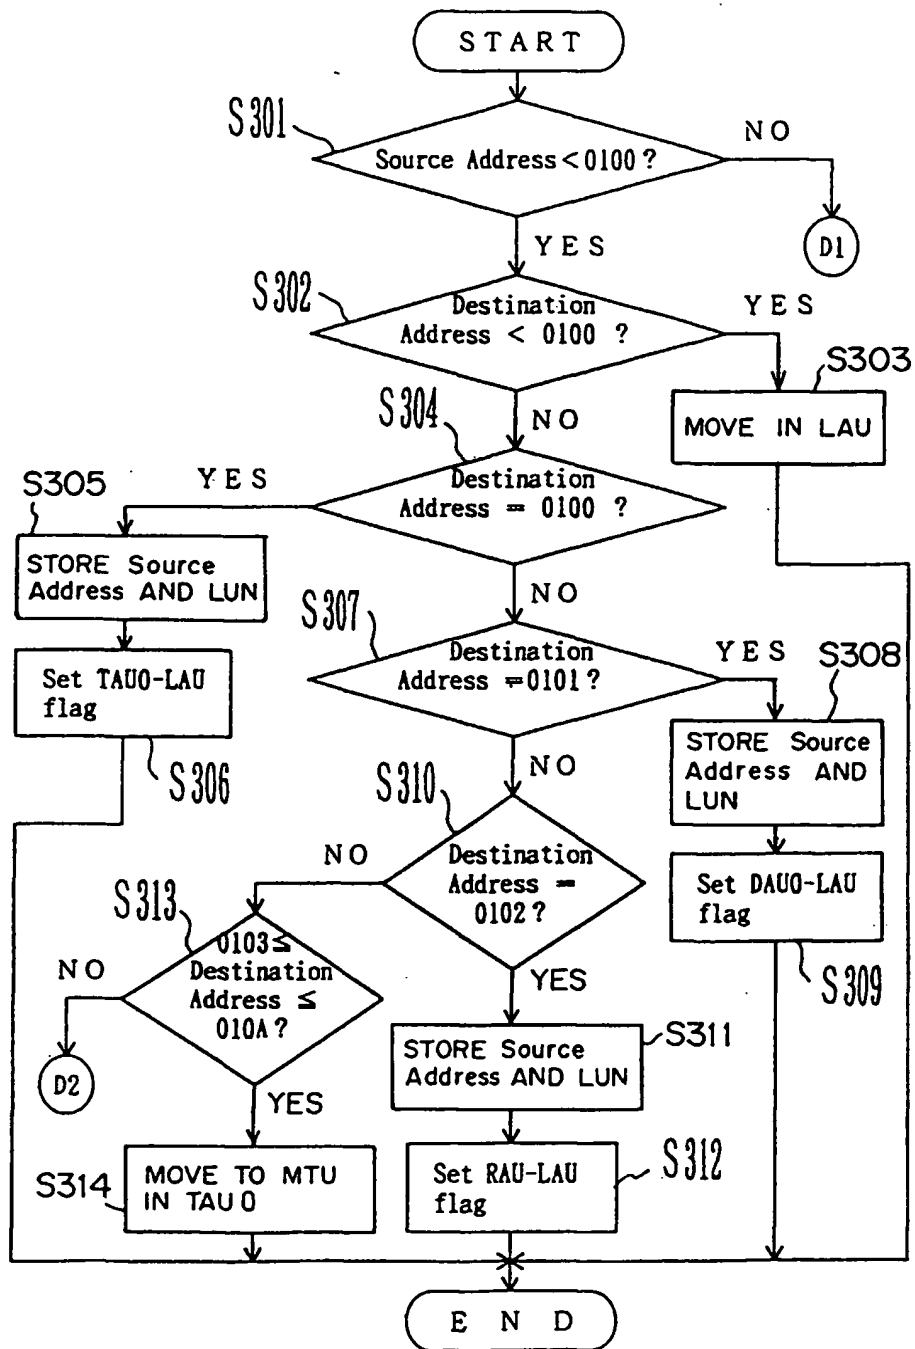 START
S301
Source Address < 0100 ?
NO
D1
YES
S302
Destination
Address < 0100 ?
YES
S303
MOVE IN LAU
NO
S304
Destination
Address = 0100 ?
YES
S305
STORE Source
Address AND LUN
Set TAU0-LAU
flag
S306
NO
S307
Destination
Address =0101 ?
YES
S308
STORE Source
Address AND
LUN
Set DAU0-LAU
flag
S309
NO
S310
Destination
Address =
0102 ?
NO
S313
0103≦
Destination
Address ≦
010A ?
NO
D2
YES
S314
MOVE TO MTU
IN TAU0
YES
S311
STORE Source
Address AND LUN
Set RAU-LAU
flag
S312
END